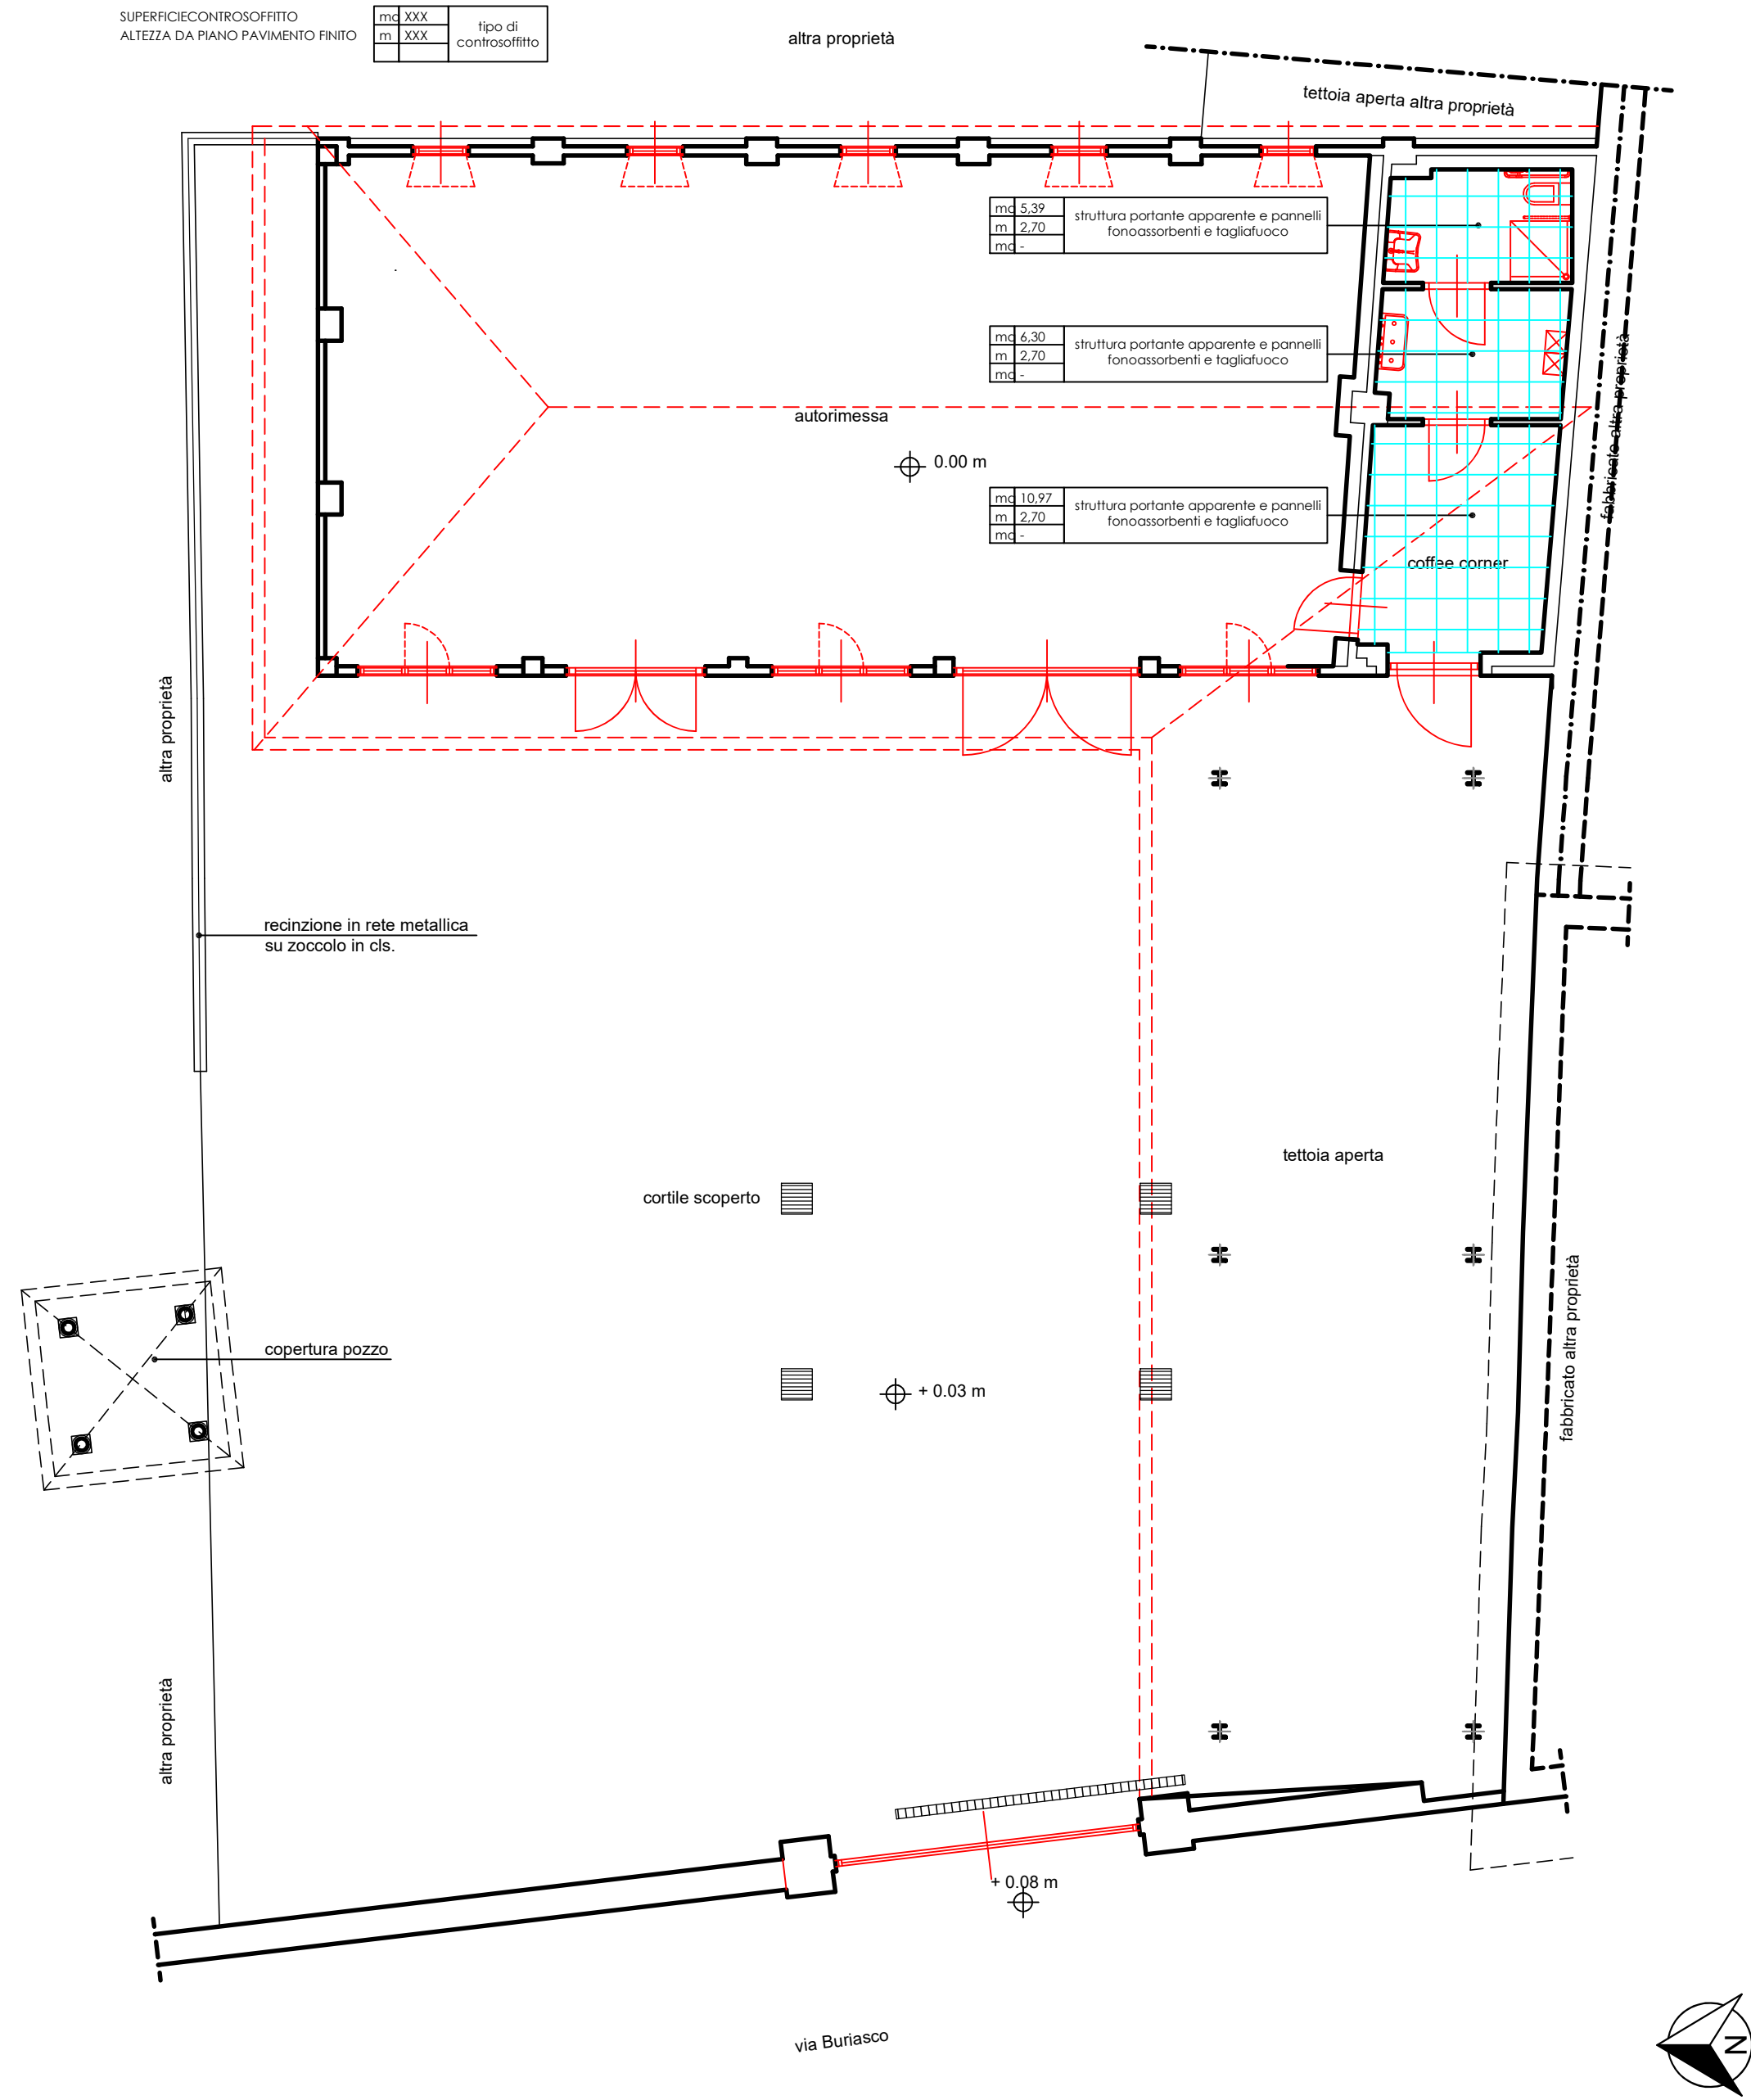 SUPERFICIECONTROSOFFITTO
ALTEZZA DA PIANO PAVIMENTO FINITO
mq XXX
m XXX
tipo di
controsoffitto
altra proprietà
tettoia aperta altra proprietà
mq 5,39
m 2,70
mq -
struttura portante apparente e pannelli
fonoassorbenti e tagliafuoco
mq 6,30
m 2,70
mq -
struttura portante apparente e pannelli
fonoassorbenti e tagliafuoco
fabbricato altra proprietà
autorimessa
0.00 m
mq 10,97
m 2,70
mq -
struttura portante apparente e pannelli
fonoassorbenti e tagliafuoco
coffee corner
altra proprietà
recinzione in rete metallica
su zoccolo in cls.
tettoia aperta
cortile scoperto
copertura pozzo
+ 0.03 m
fabbricato altra proprietà
altra proprietà
+ 0.08 m
via Buriasco
N